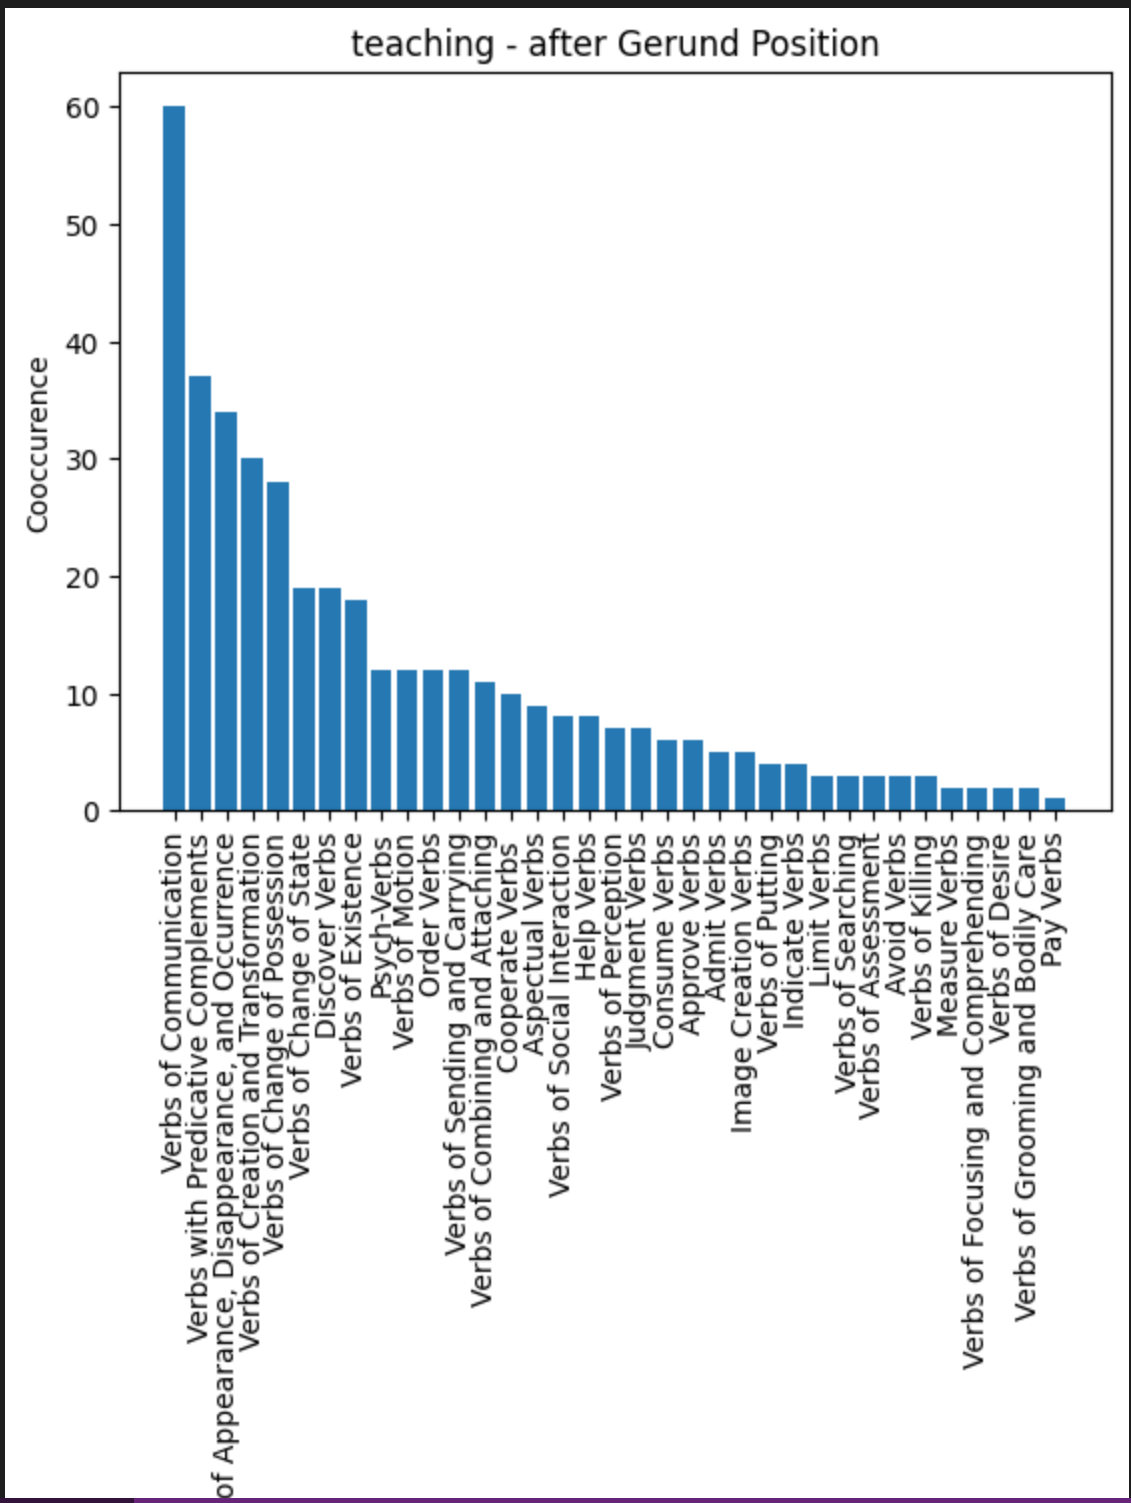 teaching - after Gerund Position
Cooccurence
60
50
40
30
20
10
0
Verbs of Communication
Verbs with Predicative Complements
of Appearance, Disappearance, and Occurrence
Verbs of Creation and Transformation
Verbs of Change of Possession
Verbs of Change of State
Discover Verbs
Verbs of Existence
Psych-Verbs
Verbs of Motion
Order Verbs
Verbs of Sending and Carrying
Verbs of Combining and Attaching
Cooperate Verbs
Aspectual Verbs
Verbs of Social Interaction
Help Verbs
Verbs of Perception
Judgment Verbs
Consume Verbs
Approve Verbs
Admit Verbs
Image Creation Verbs
Verbs of Putting
Indicate Verbs
Limit Verbs
Verbs of Searching
Verbs of Assessment
Avoid Verbs
Verbs of Killing
Measure Verbs
Verbs of Focusing and Comprehending
Verbs of Desire
Verbs of Grooming and Bodily Care
Pay Verbs